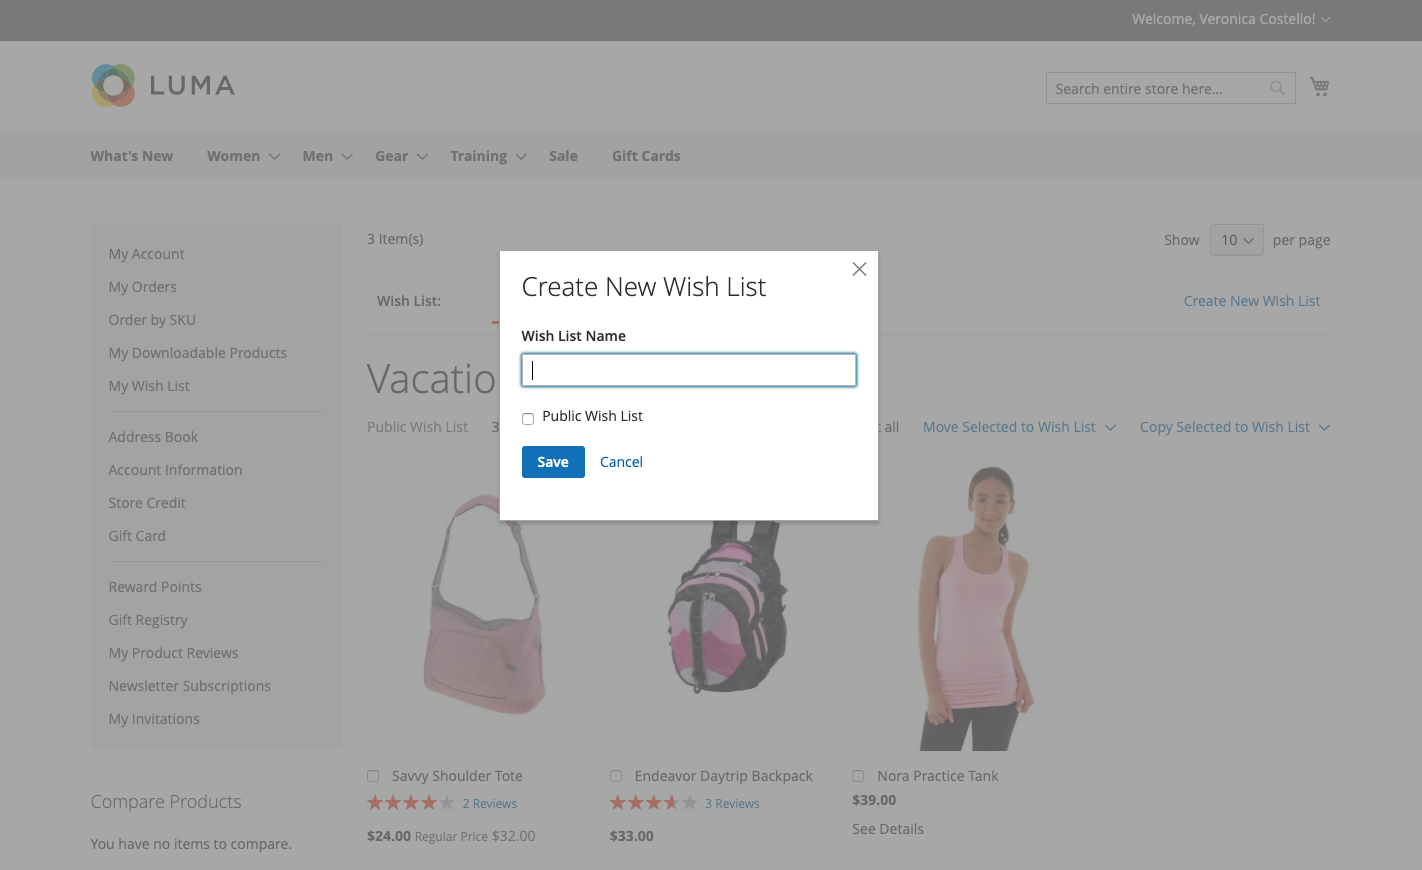 Welcome, Veronica Costello!
LUMA
Search entire store here...
What's New Women Men Gear Training Sale Gift Cards
My Account
My Orders
Order by SKU
My Downloadable Products
My Wish List
Address Book
Account Information
Store Credit
Gift Card
Reward Points
Gift Registry
My Product Reviews
Newsletter Subscriptions
My Invitations
Compare Products
You have no items to compare.
3 Item(s)
Show 10 per page
Wish List:
Create New Wish List
Create New Wish List
Wish List Name
Public Wish List
Save Cancel
Vacatio
Public Wish List 3 all Move Selected to Wish List Copy Selected to Wish List
Savvy Shoulder Tote
2 Reviews
$24.00 Regular Price $32.00
Endeavor Daytrip Backpack
3 Reviews
$33.00
Nora Practice Tank
$39.00
See Details